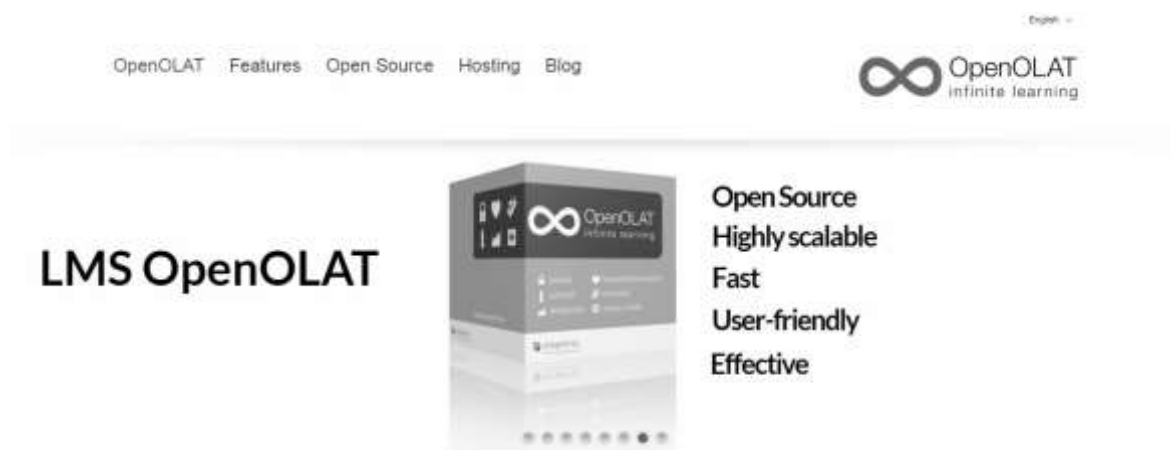 English
OpenOLAT Features Open Source Hosting Blog
OpenOLAT
infinite learning
LMS OpenOLAT
OpenOLAT
infinite learning
Open Source
Highly scalable
Fast
User-friendly
Effective